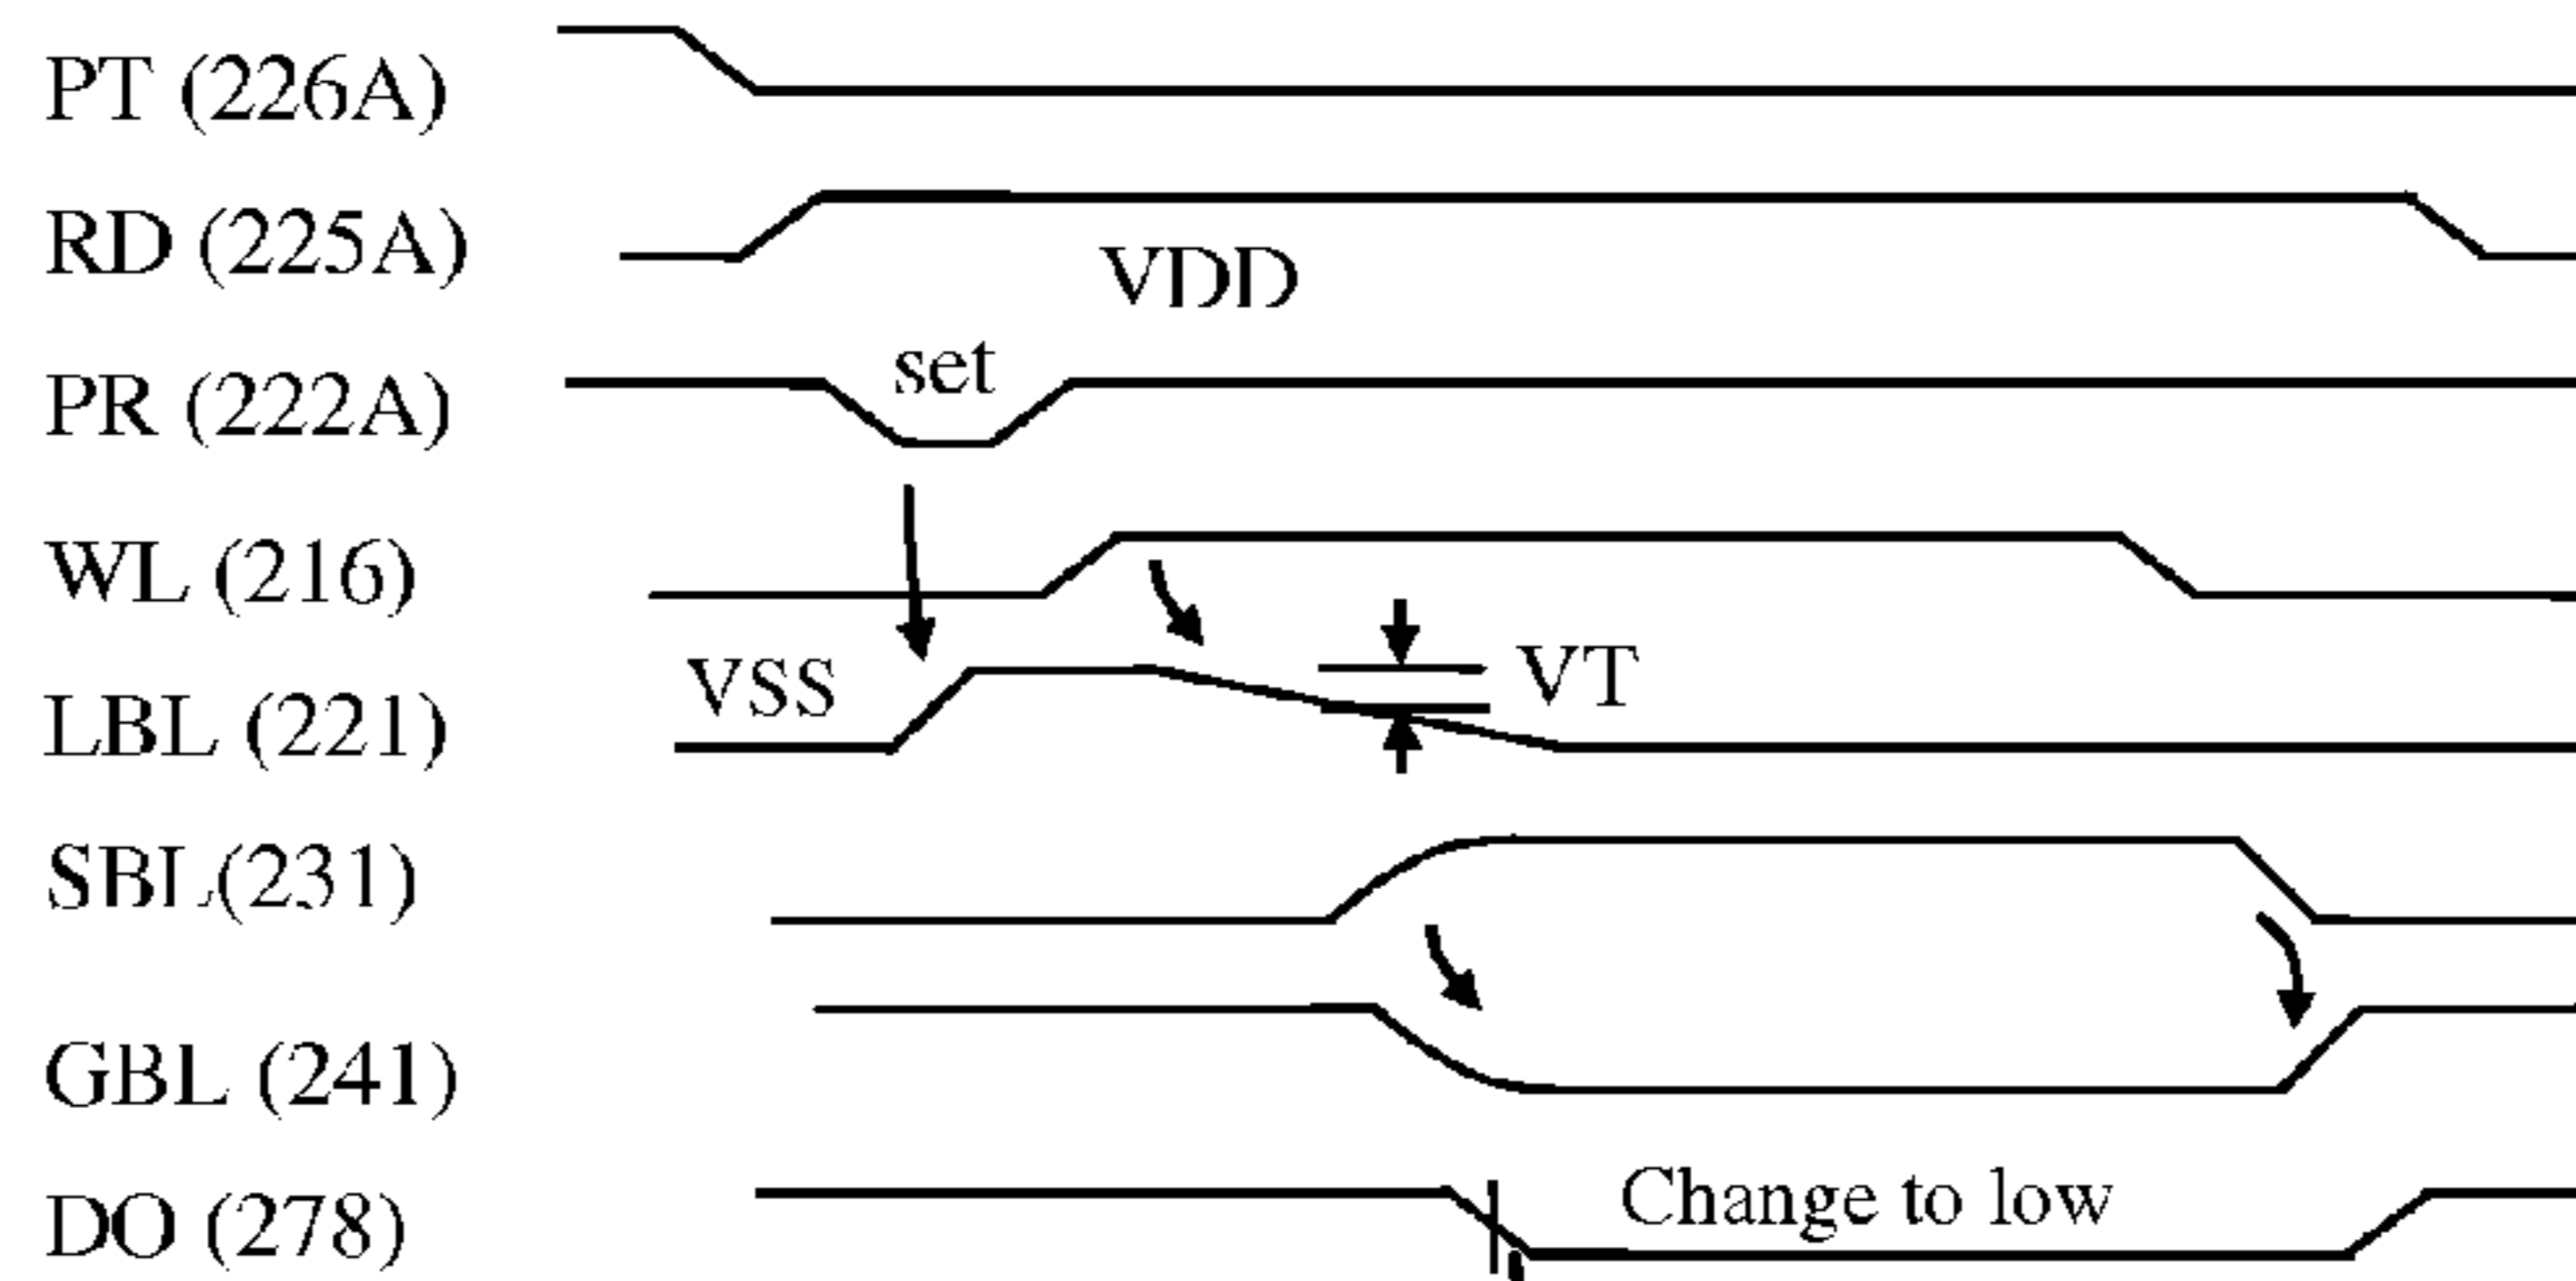 PT (226A)
RD (225A)
VDD
set
PR (222A)
WL (216)
VSS
VT
LBL (221)
SBL(231)
GBL (241)
Change to low
DO (278)